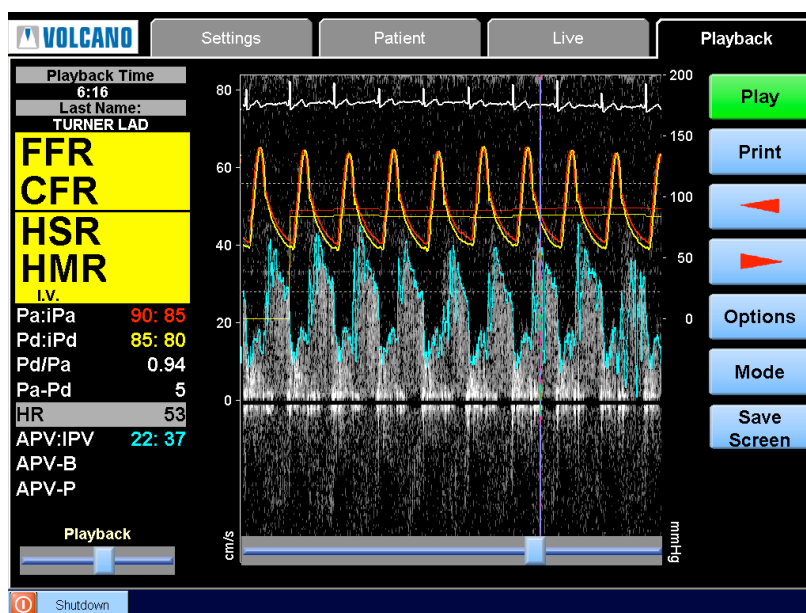 VOLCANO
Settings
Patient
Live
Playback
Playback Time
6:16
Last Name:
TURNER LAD
FFR
CFR
HSR
HMR
I.V.
Pa:iPa 90: 85
Pd:iPd 85: 80
Pd/Pa 0.94
Pa-Pd 5
HR 53
APV:IPV 22: 37
APV-B
APV-P
Playback
80
60
40
20
0
cm/s
200
150
100
50
0
mmHg
Play
Print
Options
Mode
Save
Screen
Shutdown